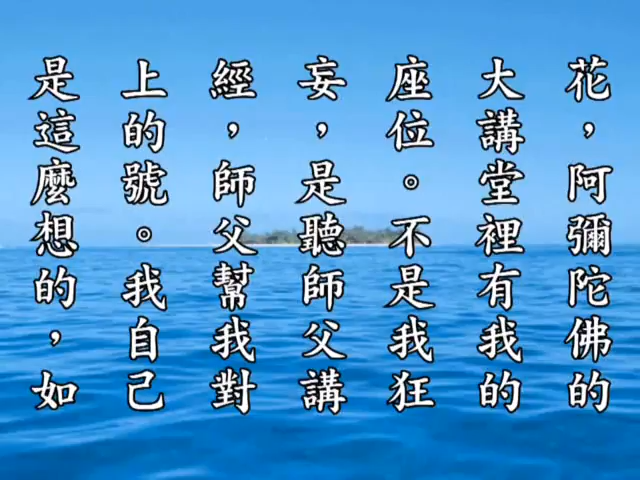 花，阿彌陀佛的
大講堂裡有我的
座位。不是我狂
妄，是聽師父講
經，師父幫我對
上的號。我自己
是這麼想的，如